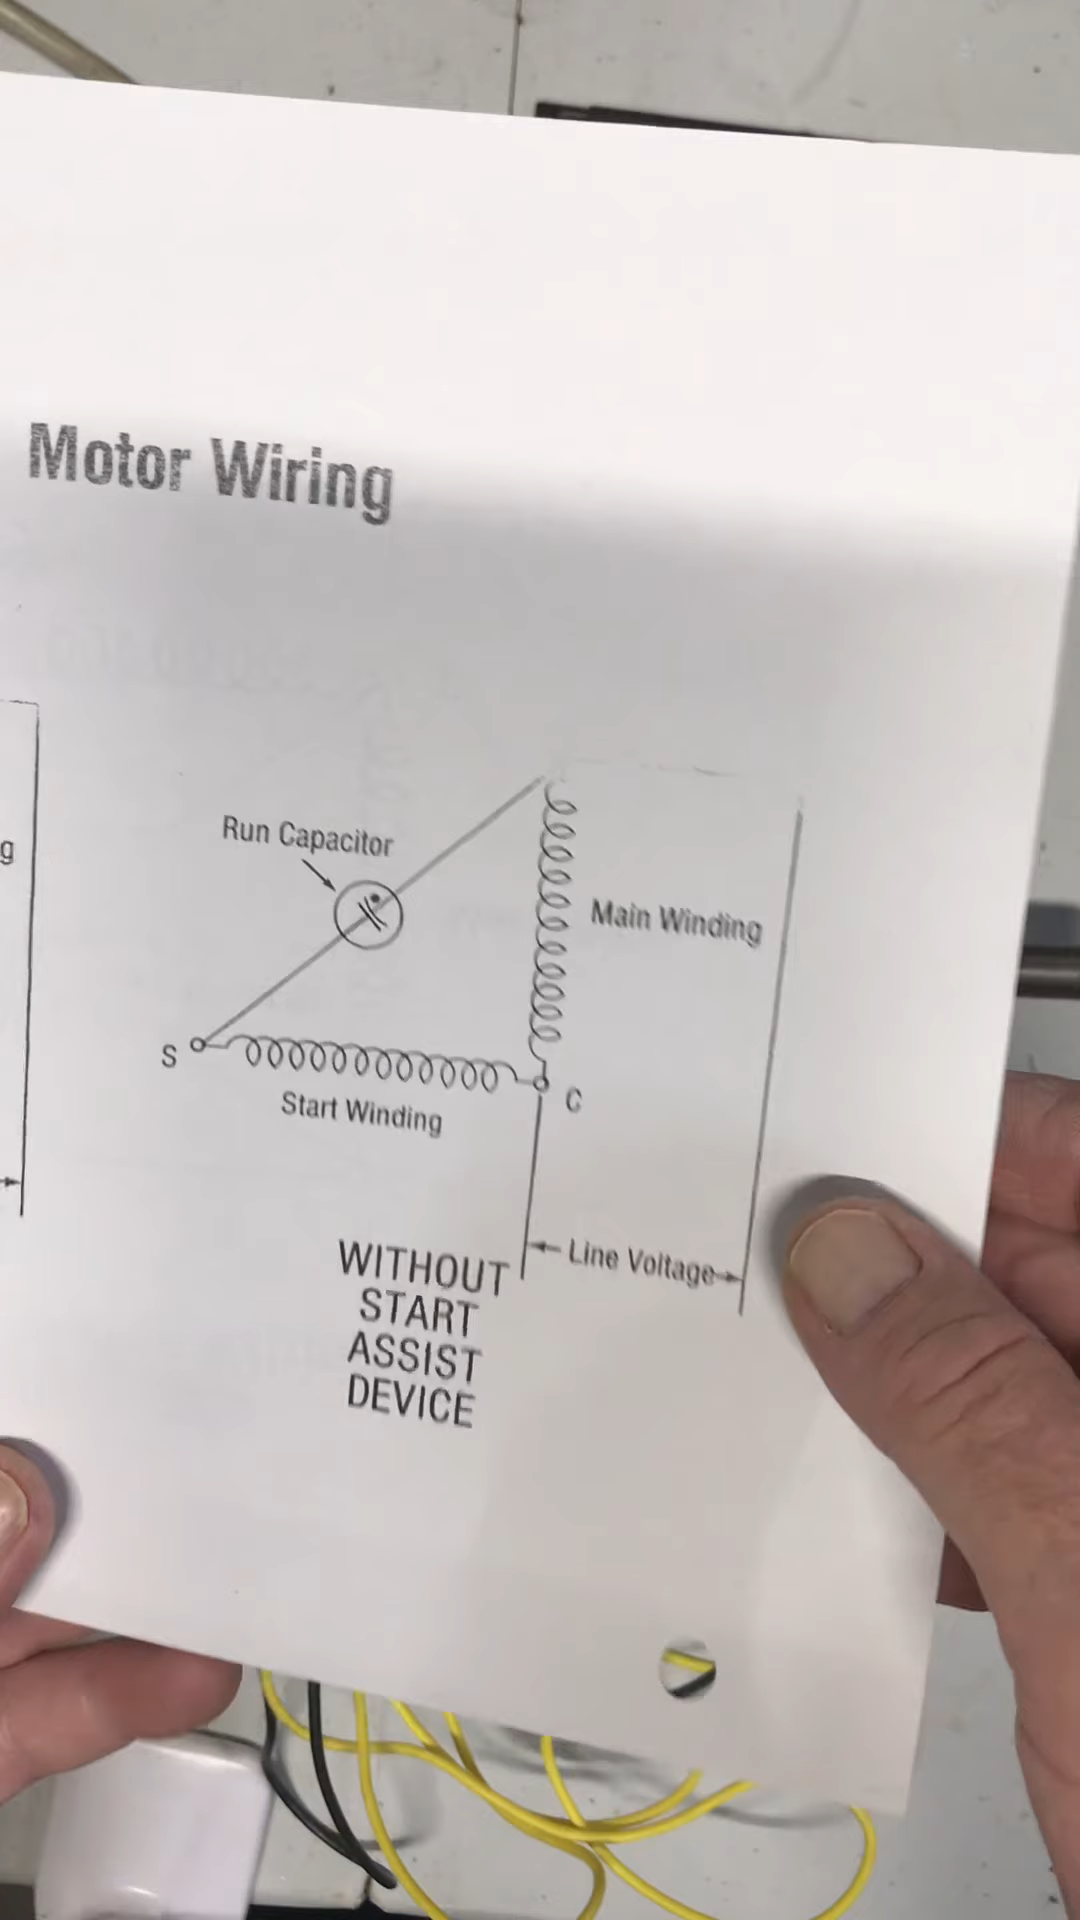 Motor Wiring
g
Run Capacitor
Main Winding
S
C
Start Winding
Line Voltage
WITHOUT
START
ASSIST
DEVICE